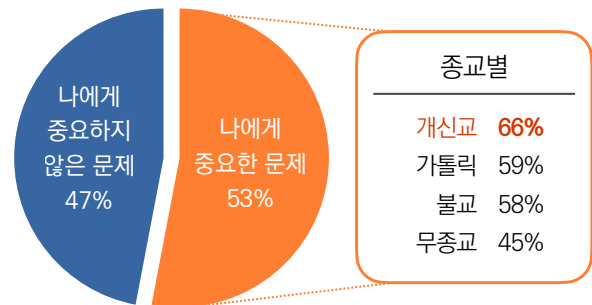 나에게
중요하지
않은 문제
47%
나에게
중요한 문제
53%
종교별
개신교 66%
가톨릭 59%
불교 58%
무종교 45%